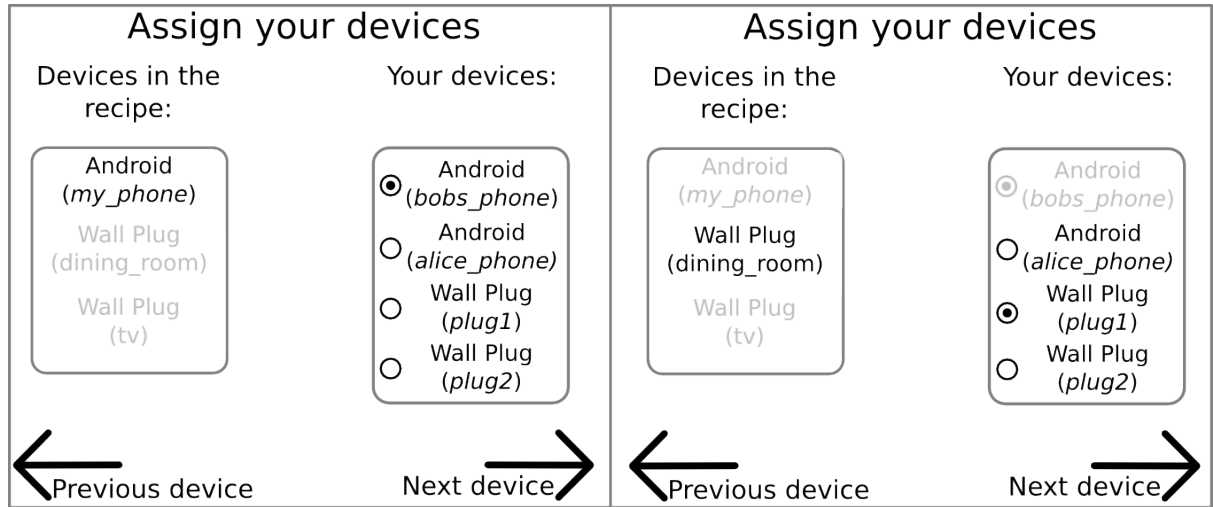 Assign your devices
Devices in the
recipe:
Android
(my_phone)
Wall Plug
(dining_room)
Wall Plug
(tv)
Your devices:
Android
(bobs_phone)
Android
(alice_phone)
Wall Plug
(plug1)
Wall Plug
(plug2)
Previous device
Next device
Assign your devices
Devices in the
recipe:
Android
(my_phone)
Wall Plug
(dining_room)
Wall Plug
(tv)
Your devices:
Android
(bobs_phone)
Android
(alice_phone)
Wall Plug
(plug1)
Wall Plug
(plug2)
Previous device
Next device